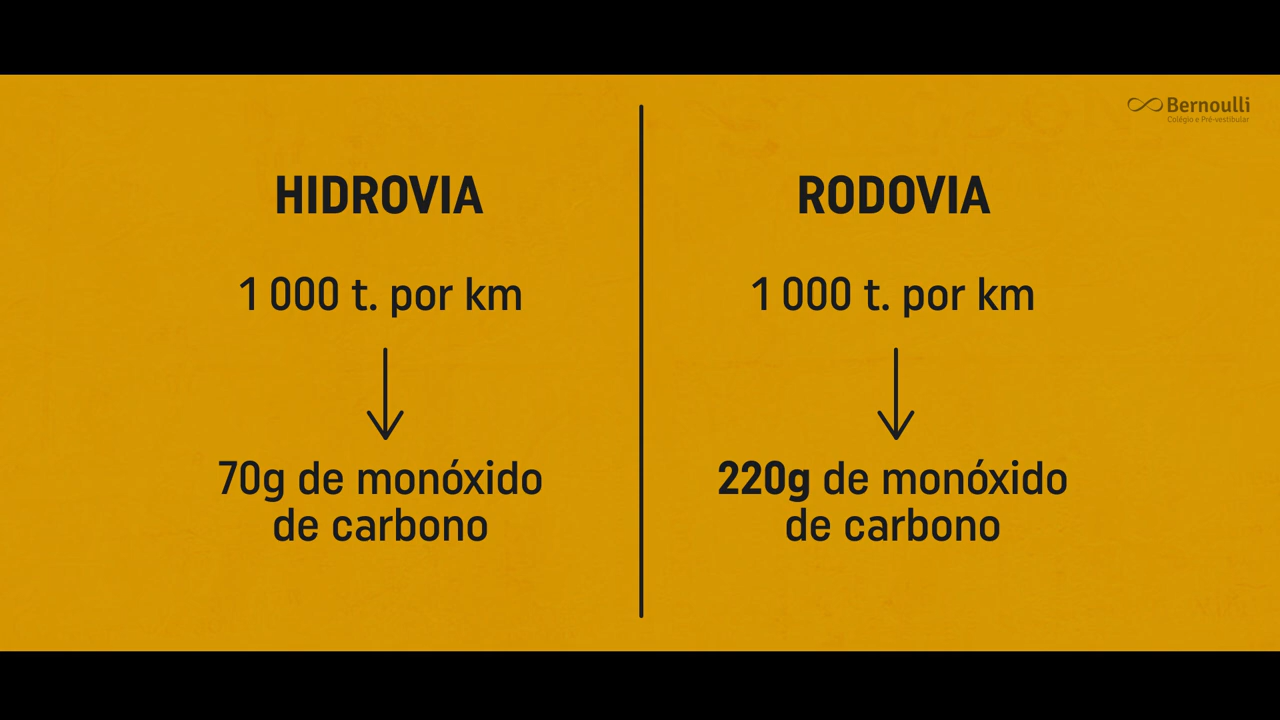 Bernoulli
Colégio e Pré-vestibular
HIDROVIA
1 000 t. por km
70g de monóxido
de carbono
RODOVIA
1 000 t. por km
220g de monóxido
de carbono